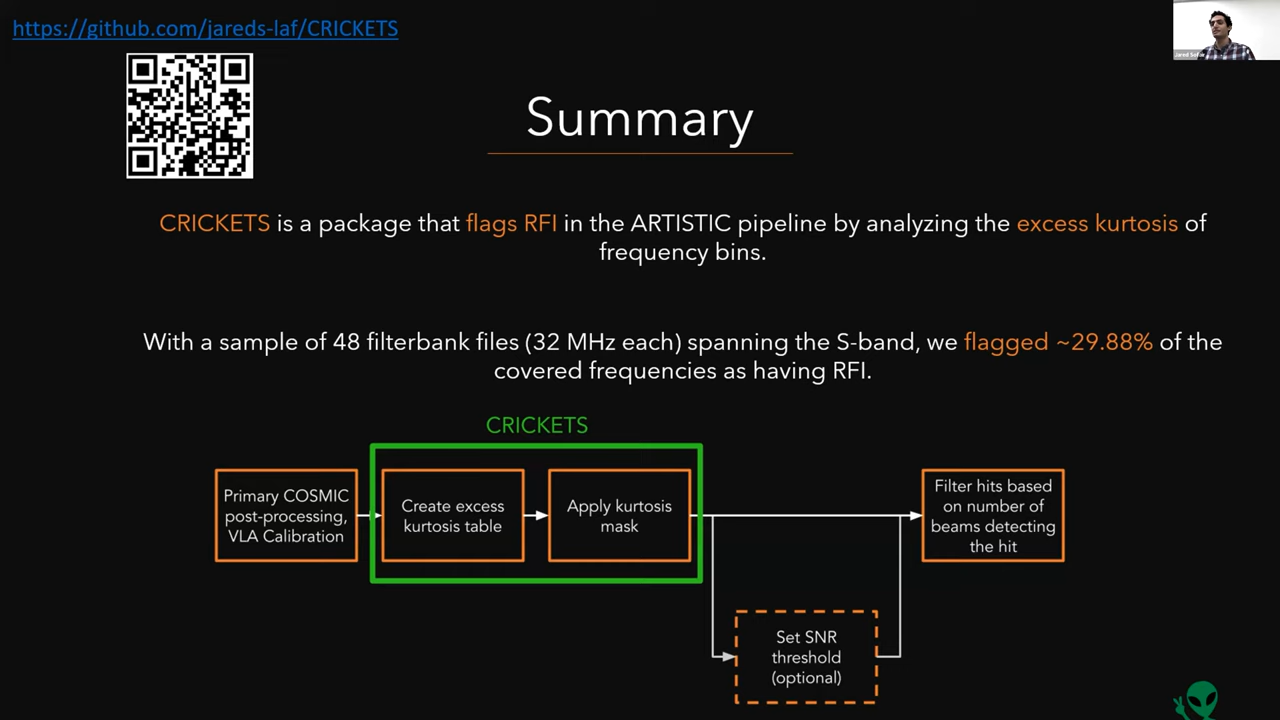 https://github.com/jareds-laf/CRICKETS
Summary
CRICKETS is a package that flags RFI in the ARTISTIC pipeline by analyzing the excess kurtosis of
frequency bins.
With a sample of 48 filterbank files (32 MHz each) spanning the S-band, we flagged ~29.88% of the
covered frequencies as having RFI.
CRICKETS
Primary COSMIC
post-processing,
VLA Calibration
Create excess
kurtosis table
Apply kurtosis
mask
Filter hits based
on number of
beams detecting
the hit
Set SNR
threshold
(optional)